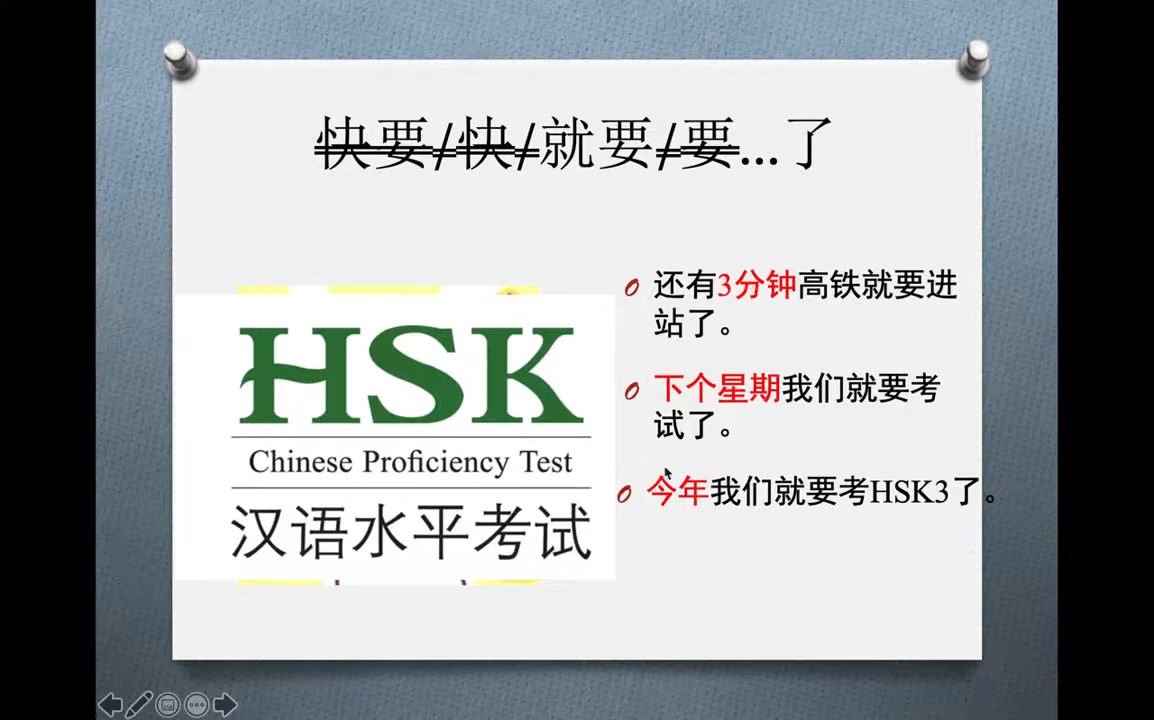 快要/快/就要/要...了
HSK
Chinese Proficiency Test
汉语水平考试
还有3分钟高铁就要进
站了。
下个星期我们就要考
试了。
今年我们就要考HSK3了。